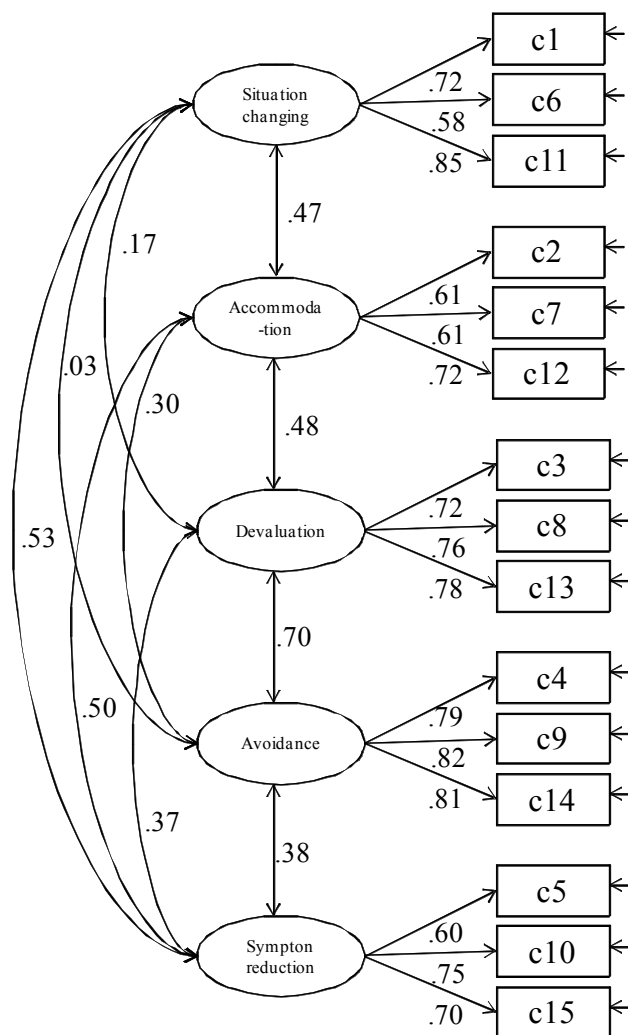 c1
Situation
changing
.72
c6
.58
c11
.85
.47
.17
c2
Accommoda
-tion
.61
c7
.61
c12
.72
.03
.30
.48
c3
.72
c8
Devaluation
.76
c13
.78
.53
.70
c4
.79
c9
Avoidance
.82
c14
.81
.50
.37
.38
c5
.60
c10
Sympton
reduction
.75
c15
.70